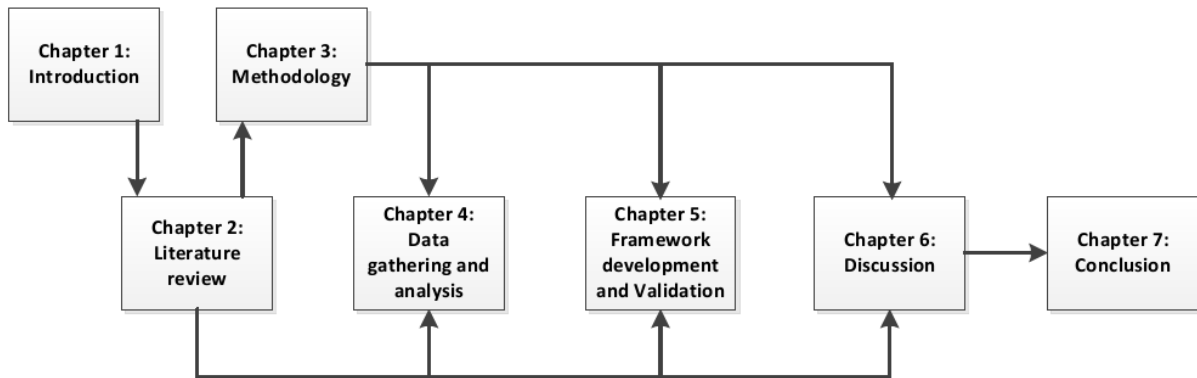 Chapter 1:
Introduction
Chapter 3:
Methodology
Chapter 2:
Literature
review
Chapter 4:
Data
gathering and
analysis
Chapter 5:
Framework
development
and Validation
Chapter 6:
Discussion
Chapter 7:
Conclusion